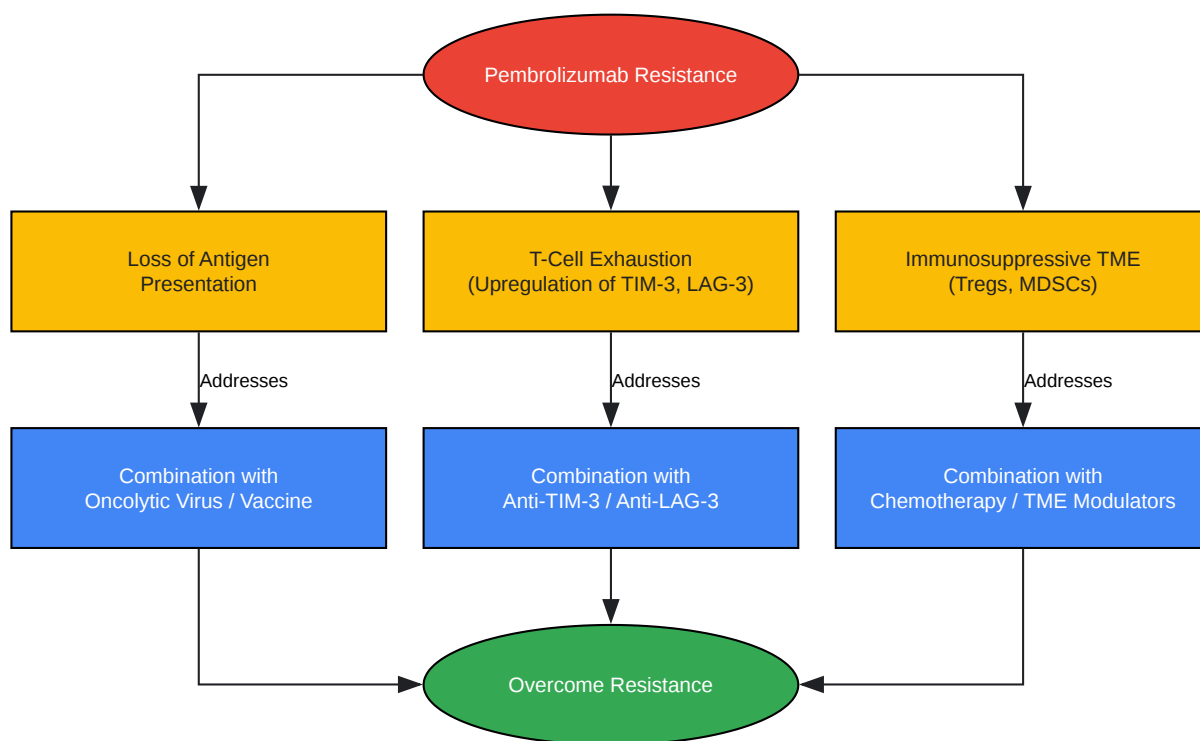 Pembrolizumab Resistance
Loss of Antigen
Presentation
T-Cell Exhaustion
(Upregulation of TIM-3, LAG-3)
Immunosuppressive TME
(Tregs, MDSCs)
Addresses
Addresses
Addresses
Combination with
Oncolytic Virus / Vaccine
Combination with
Anti-TIM-3 / Anti-LAG-3
Combination with
Chemotherapy / TME Modulators
Overcome Resistance